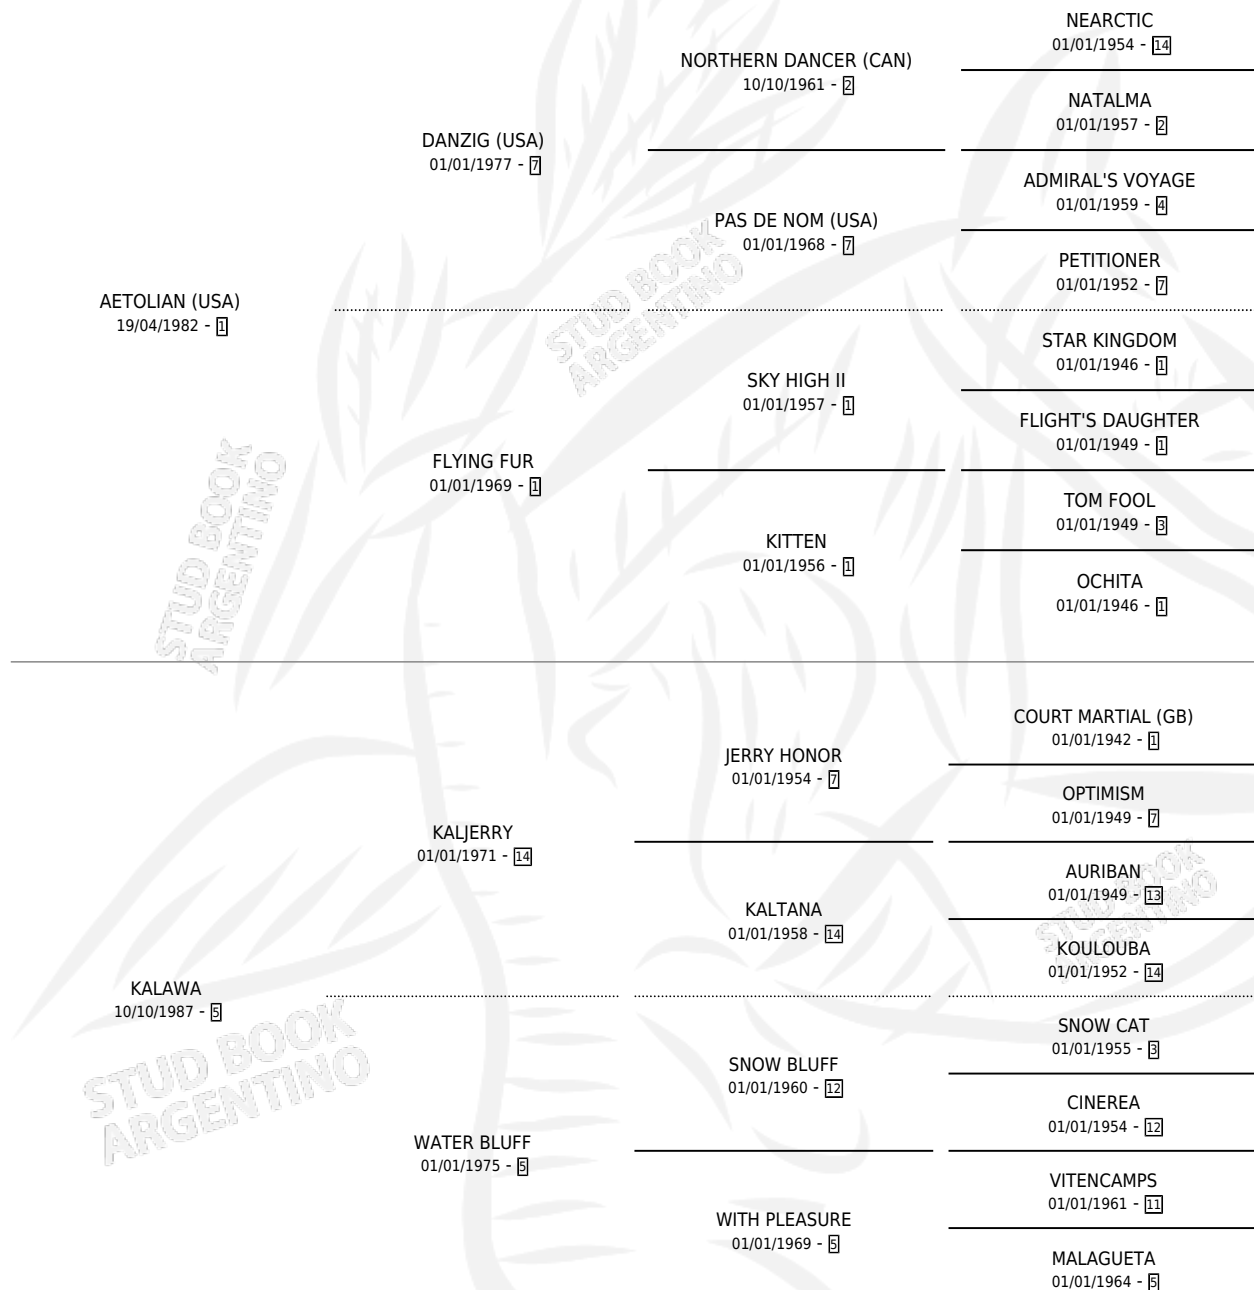 NEARCTIC
01/01/1954 - 14
NORTHERN DANCER (CAN)
10/10/1961 - 2
NATALMA
01/01/1957 - 2
DANZIG (USA)
01/01/1977 - 7
ADMIRAL'S VOYAGE
01/01/1959 - 4
PAS DE NOM (USA)
01/01/1968 - 7
PETITIONER
01/01/1952 - 7
AETOLIAN (USA)
19/04/1982 - 1
STUD BOOK
ARGENTINO
STAR KINGDOM
01/01/1946 - 1
SKY HIGH II
01/01/1957 - 1
FLIGHT'S DAUGHTER
01/01/1949 - 1
FLYING FUR
01/01/1969 - 1
TOM FOOL
01/01/1949 - 3
KITTEN
01/01/1956 - 1
OCHITA
01/01/1946 - 1
STUD BOOK
ARGENTINO
COURT MARTIAL (GB)
01/01/1942 - 1
JERRY HONOR
01/01/1954 - 7
OPTIMISM
01/01/1949 - 7
KALJERRY
01/01/1971 - 14
AURIBAN
01/01/1949 - 13
KALTANA
01/01/1958 - 14
STUD BOOK
ARGENTINO
KOULOUBA
01/01/1952 - 14
KALAWA
10/10/1987 - 5
STUD BOOK
ARGENTINO
SNOW CAT
01/01/1955 - 3
SNOW BLUFF
01/01/1960 - 12
CINEREA
01/01/1954 - 12
WATER BLUFF
01/01/1975 - 5
VITENCAMPS
01/01/1961 - 11
WITH PLEASURE
01/01/1969 - 5
MALAGUETA
01/01/1964 - 5